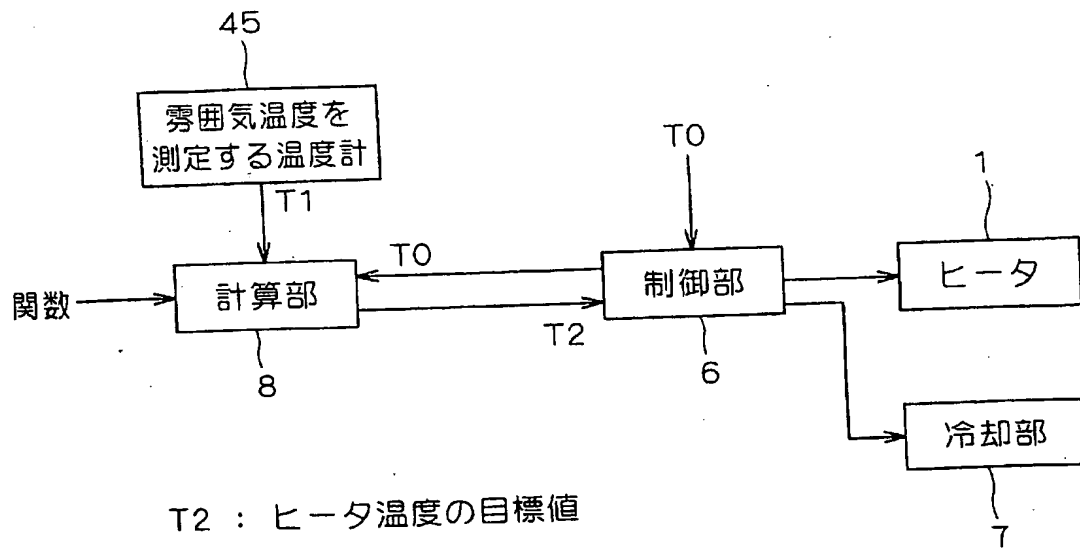 45
雰囲気温度を
測定する温度計
T1
T0
1
T0
関数
計算部
制御部
ヒータ
T2
8
6
冷却部
7
T2 : ヒータ温度の目標値